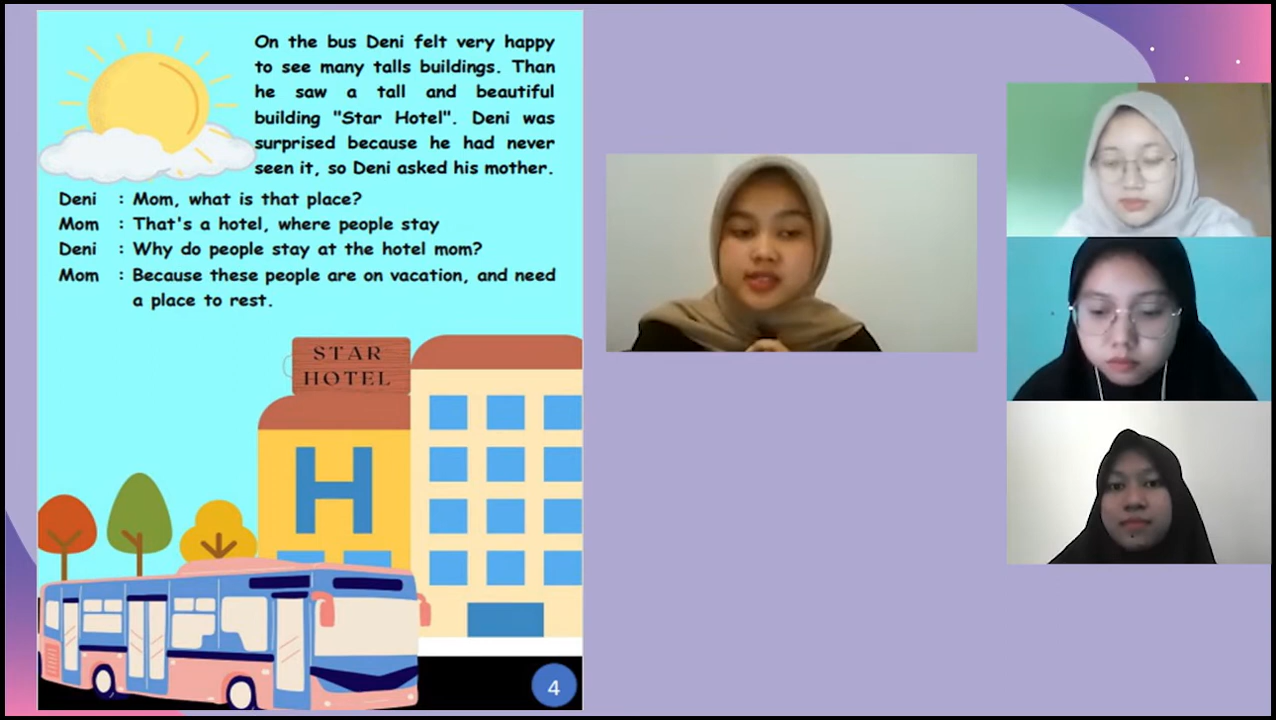 On the bus Deni felt very happy
to see many talls buildings. Than
he saw a tall and beautiful
building "Star Hotel". Deni was
surprised because he had never
seen it, so Deni asked his mother.
Deni : Mom, what is that place?
Mom : That's a hotel, where people stay
Deni : Why do people stay at the hotel mom?
Mom : Because these people are on vacation, and need
a place to rest.
STAR
HOTEL
H
4